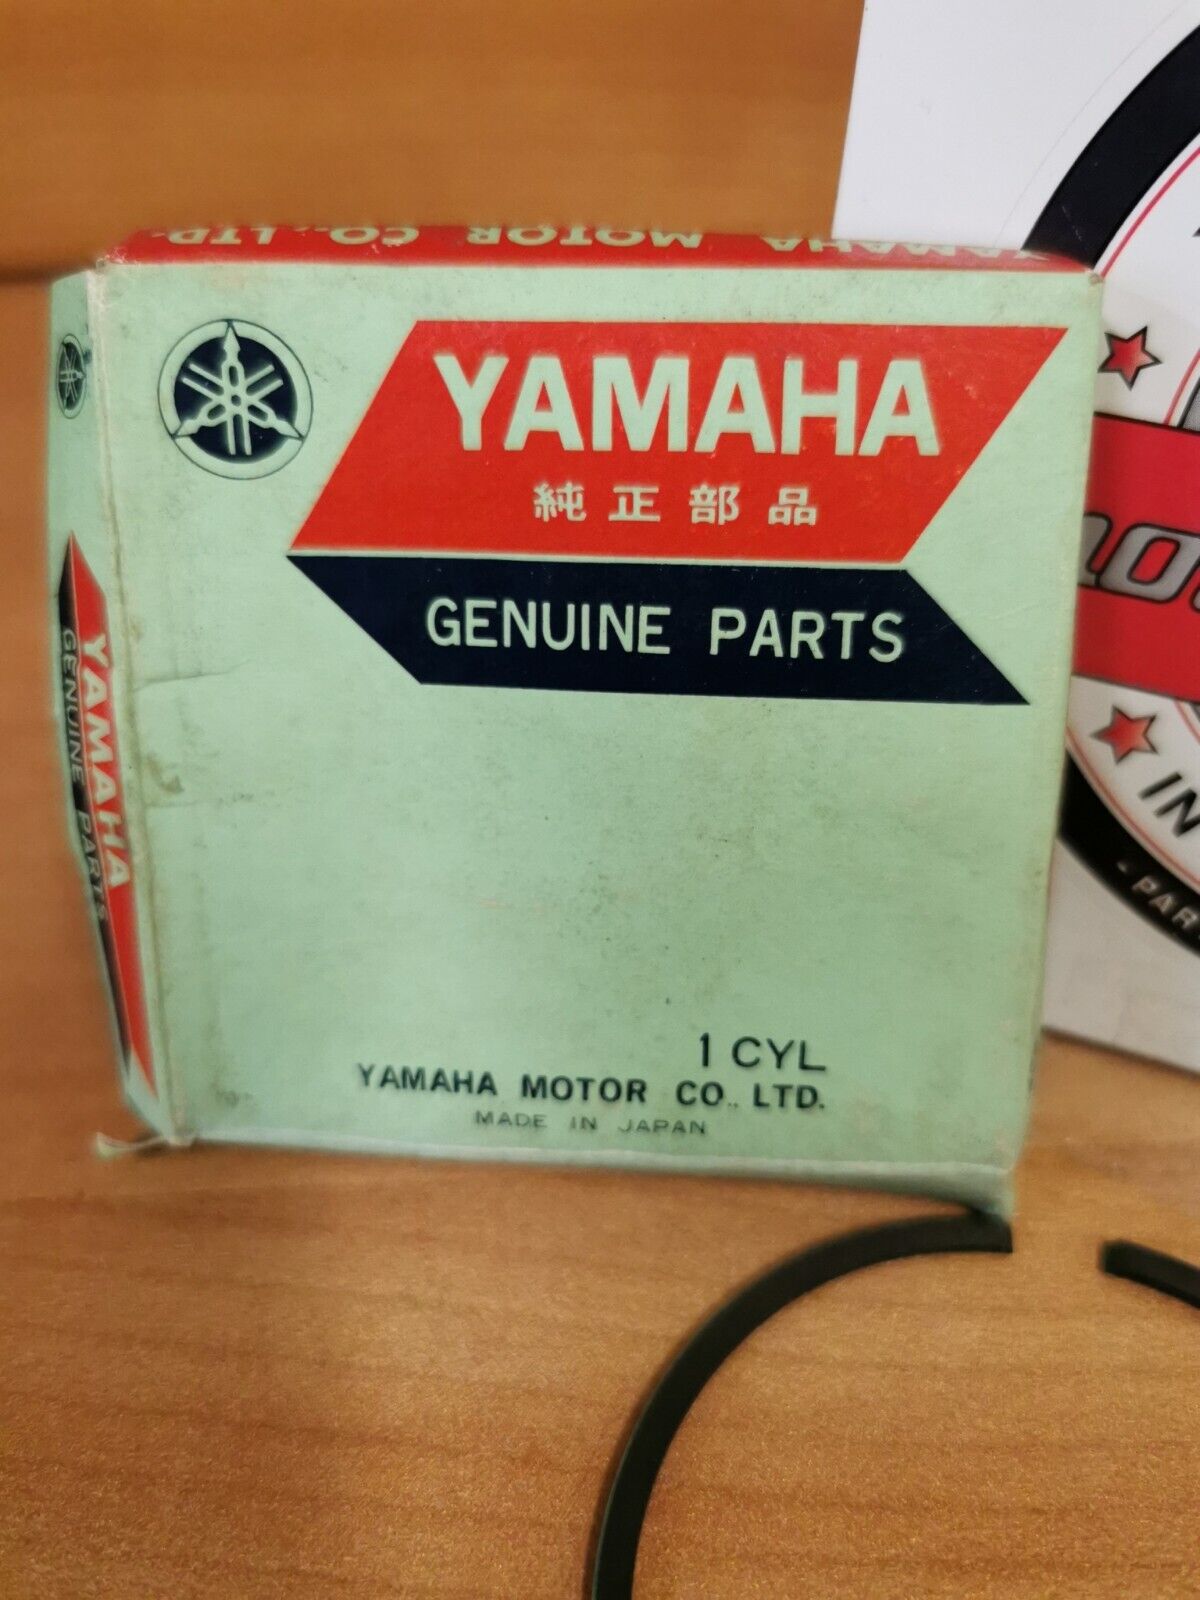 YAMAHA MOTOR CO., LTD.
YAMAHA
純正部品
GENUINE PARTS
YAMAHA
GENUINE PARTS
1 CYL
YAMAHA MOTOR CO., LTD.
MADE IN JAPAN
IN